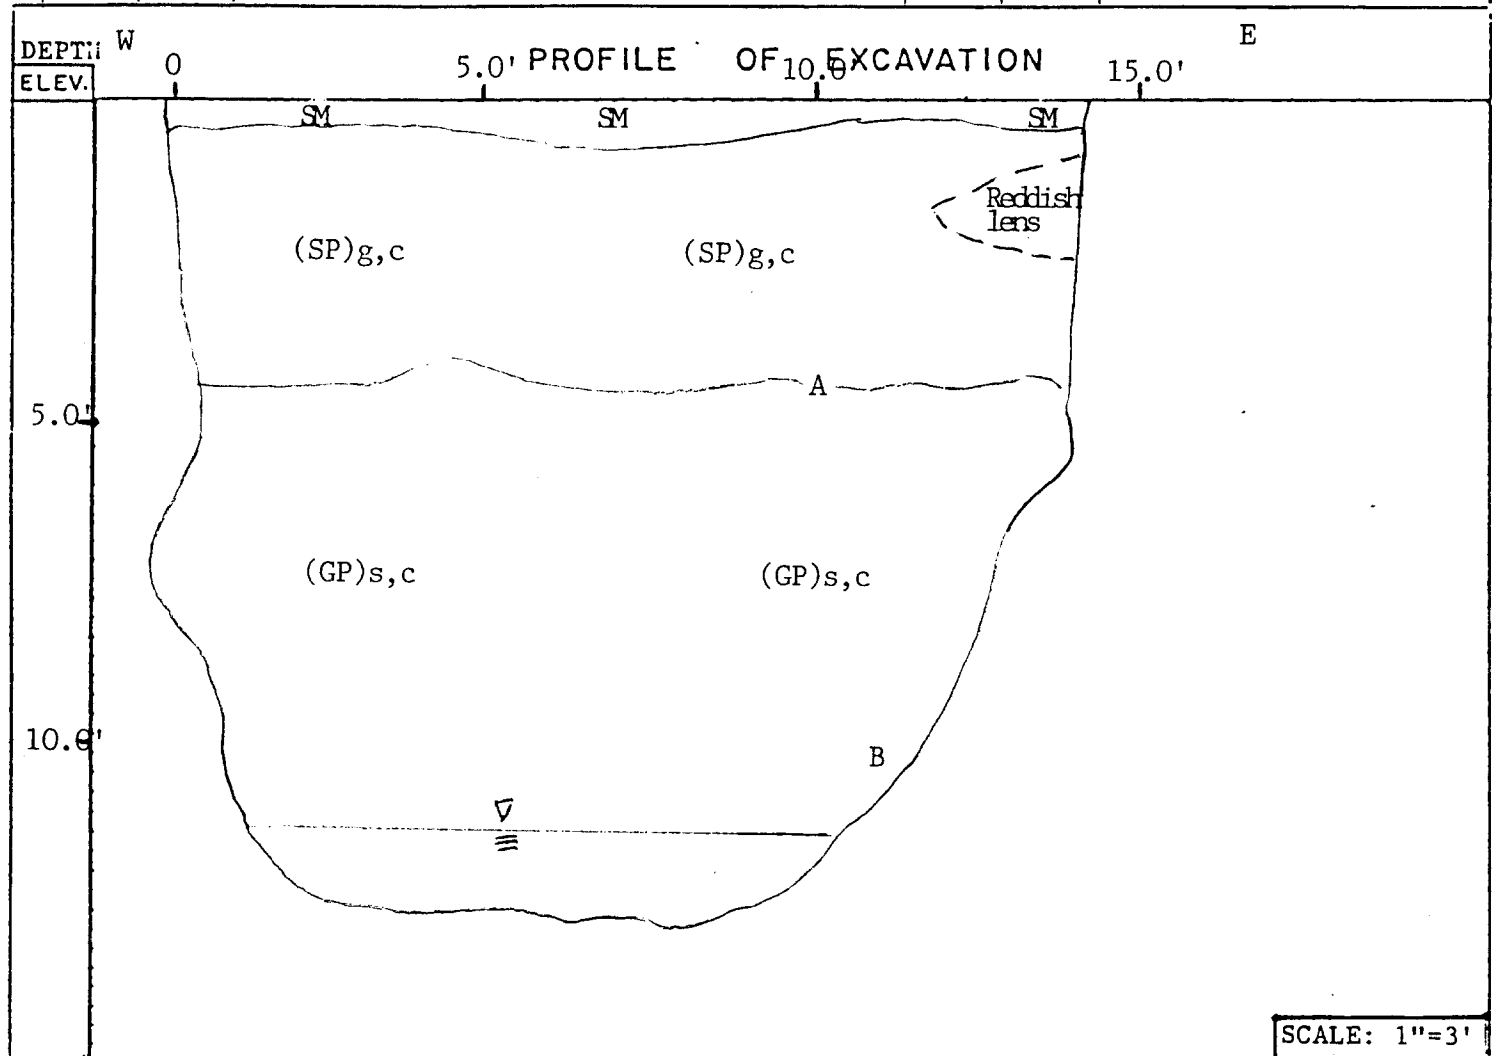 W E
DEPTH PROFILE OF EXCAVATION
0 5.0' 10.0' 15.0'
ELEV.
SM SM SM
Reddish
lens
(SP)g,c (SP)g,c
A
5.0'
(GP)s,c (GP)s,c
10.0'
B
SCALE: 1"=3'